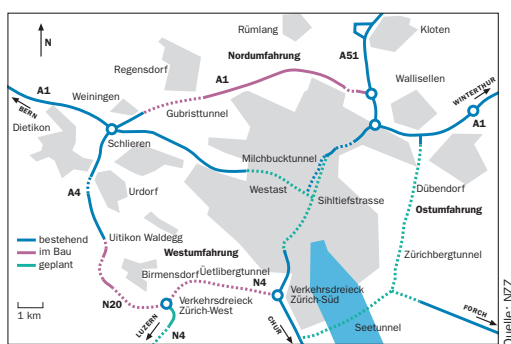 N
Rümlang
Kloten
Nordumfahrung
A51
Regensdorf
A1
Wallisellen
A1
BERN
Weiningen
Gubristtunnel
WINTERTHUR
A1
Dietikon
Schlieren
Milchbucktunnel
A4
Urdorf
Westast
Sihltiefstrasse
Dübendorf
Ostumfahrung
bestehend
im Bau
geplant
Uitikon Waldegg
Westumfahrung
Zürichbergtunnel
Birmensdorf
Üetlibergtunnel
N4
N20
Verkehrsdreieck
Zürich-West
Verkehrsdreieck
Zürich-Süd
1 km
LUZERN
N4
CHUR
Seetunnel
FORCH
Quelle: NZZ